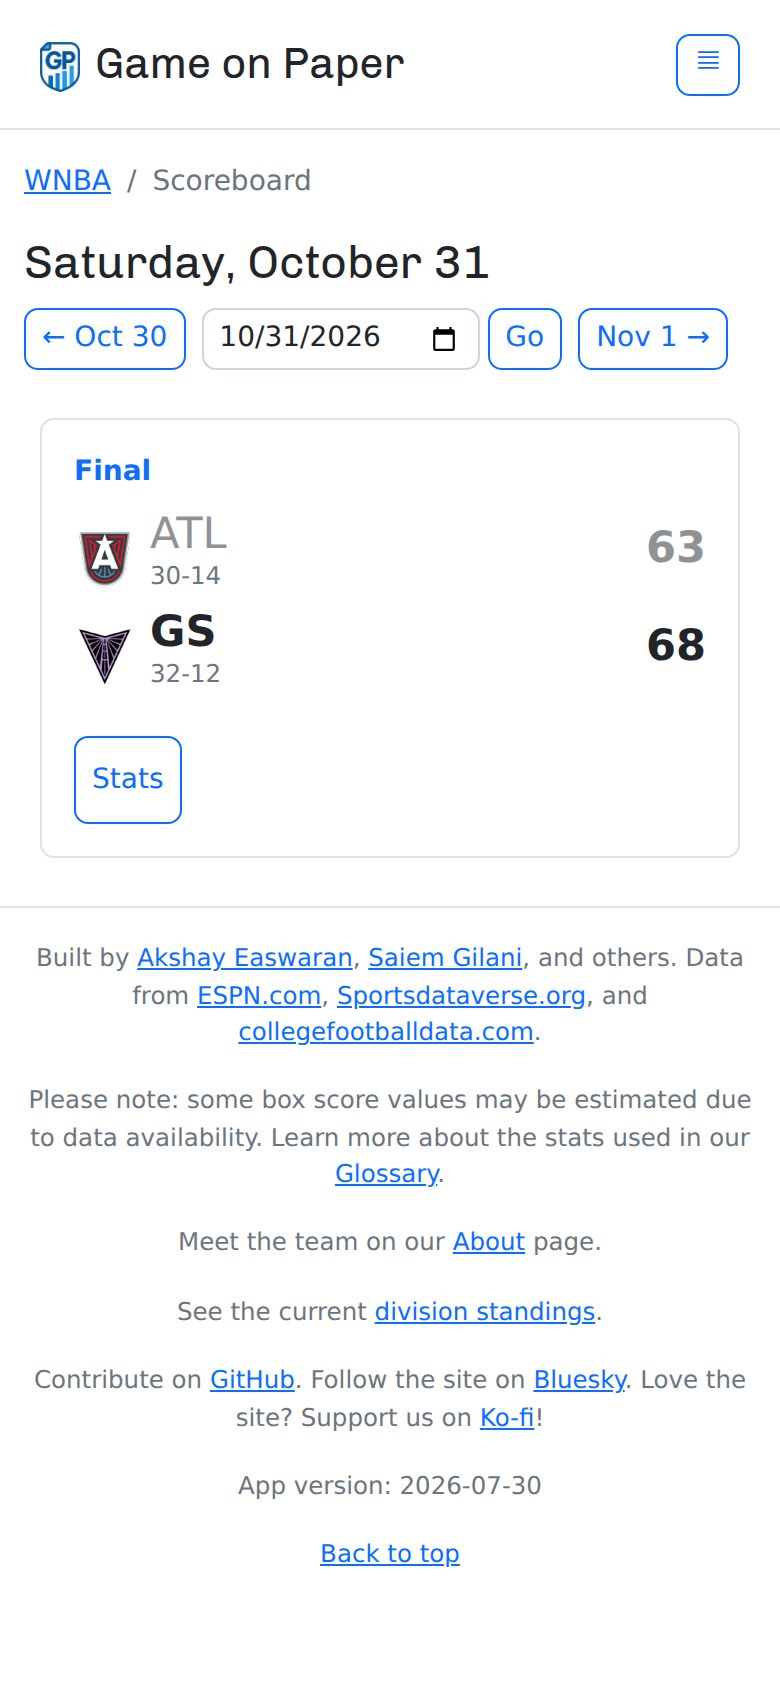 GP Game on Paper
WNBA / Scoreboard
Saturday, October 31
← Oct 30 10/31/2026 Go Nov 1 →
Final
A ATL 63
30-14
GS 68
32-12
Stats
Built by Akshay Easwaran, Saiem Gilani, and others. Data
from ESPN.com, Sportsdataverse.org, and
collegefootballdata.com.
Please note: some box score values may be estimated due
to data availability. Learn more about the stats used in our
Glossary.
Meet the team on our About page.
See the current division standings.
Contribute on GitHub. Follow the site on Bluesky. Love the
site? Support us on Ko-fi!
App version: 2026-07-30
Back to top